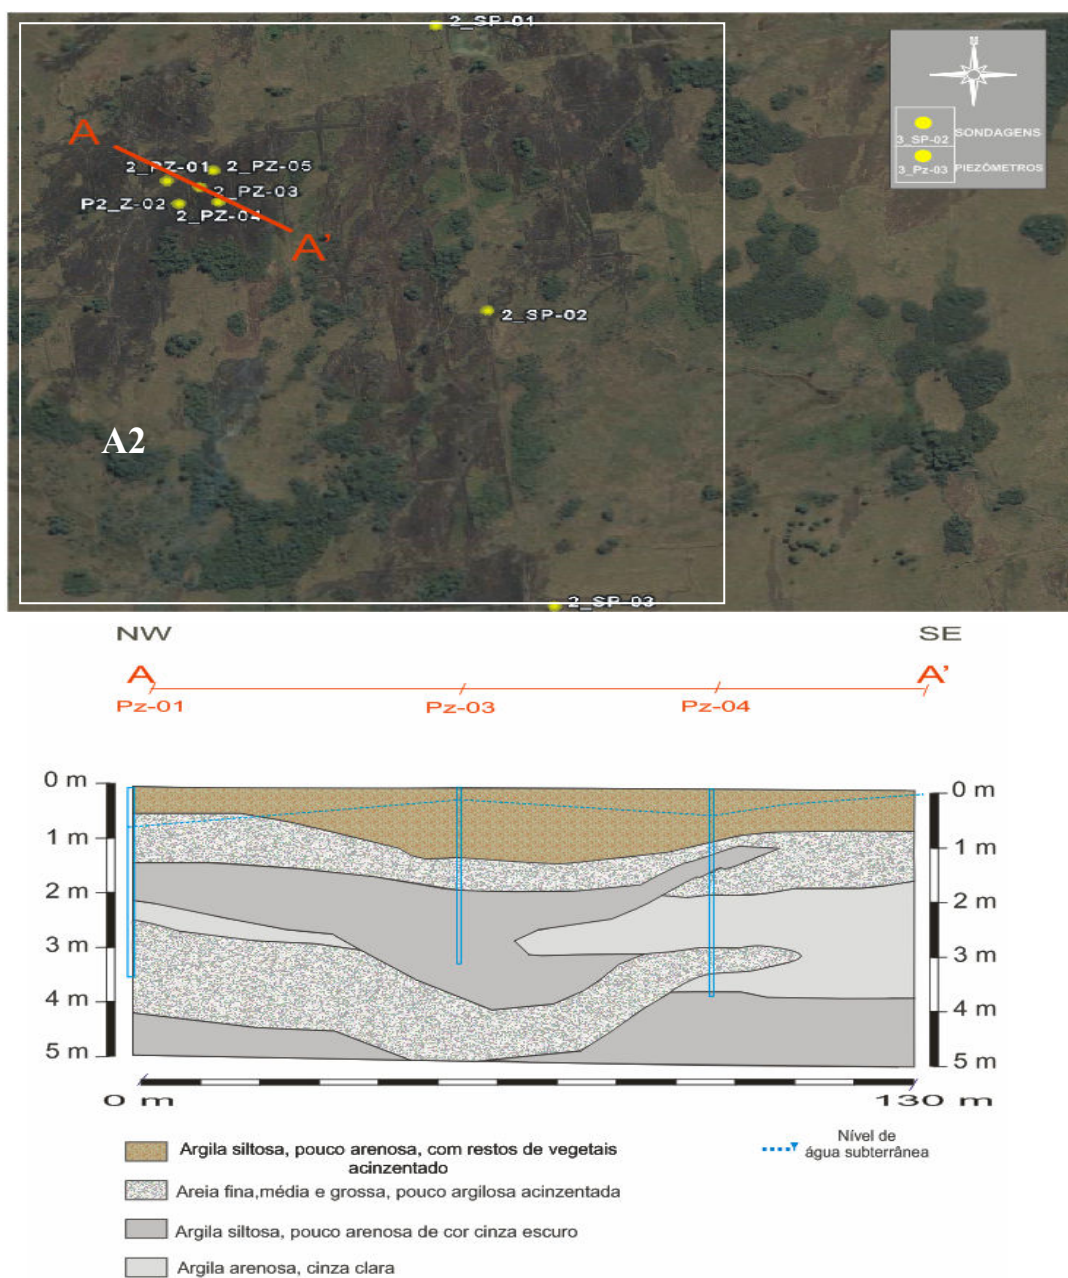 2_SP-01
N
A
2_PZ-01
2_PZ-05
3_SP-02
SONDAGENS
3_Pz-03
PIEZÔMETROS
2_PZ-03
P2_Z-02
2_PZ-04
A'
2_SP-02
A2
2_SP-03
NW
SE
A
A'
Pz-01
Pz-03
Pz-04
0 m
0 m
1 m
1 m
2 m
2 m
3 m
3 m
4 m
4 m
5 m
5 m
0 m
130 m
Argila siltosa, pouco arenosa, com restos de vegetais
acinzentado
Nível de
água subterrânea
Areia fina,média e grossa, pouco argilosa acinzentada
Argila siltosa, pouco arenosa de cor cinza escuro
Argila arenosa, cinza clara